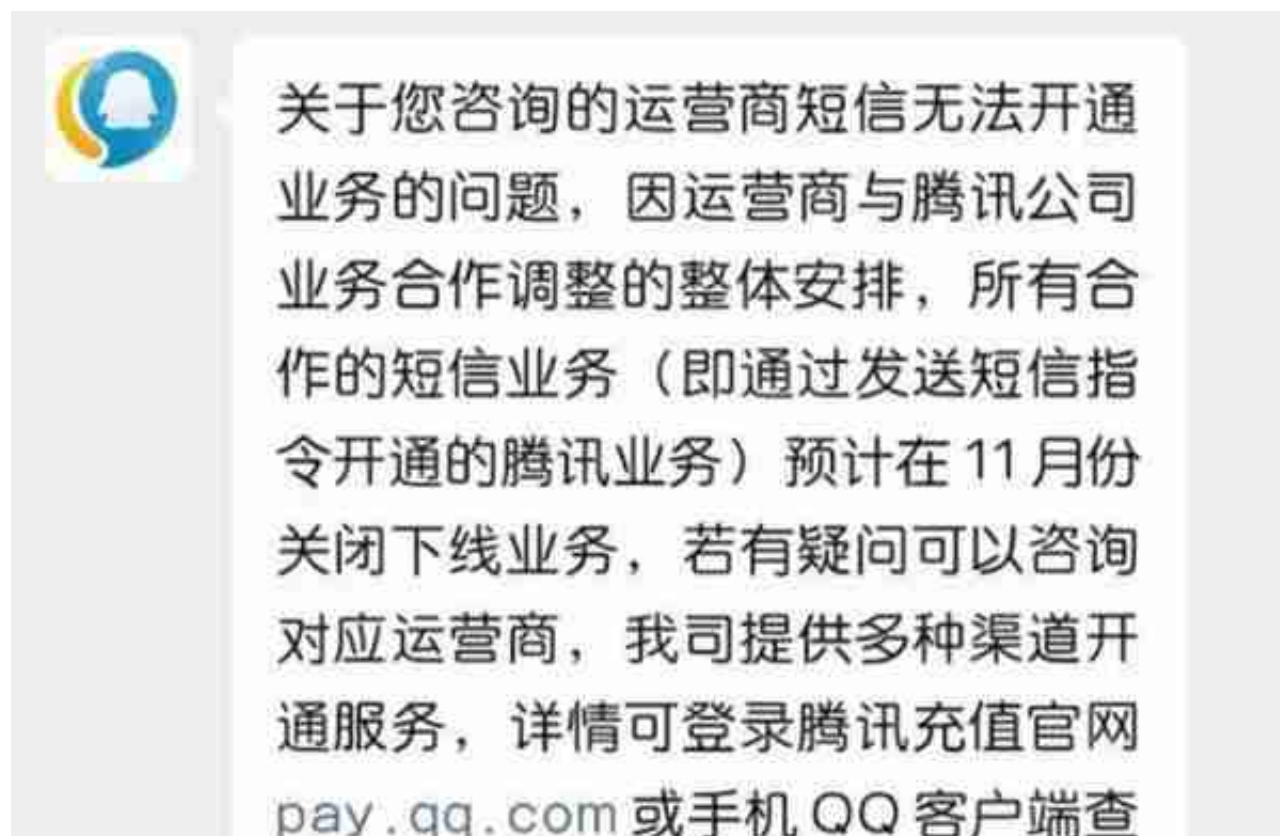 关于您咨询的运营商短信无法开通
业务的问题，因运营商与腾讯公司
业务合作调整的整体安排，所有合
作的短信业务（即通过发送短信指
令开通的腾讯业务）预计在 11 月份
关闭下线业务，若有疑问可以咨询
对应运营商，我司提供多种渠道开
通服务，详情可登录腾讯充值官网
pay.qq.com 或手机 QQ 客户端查